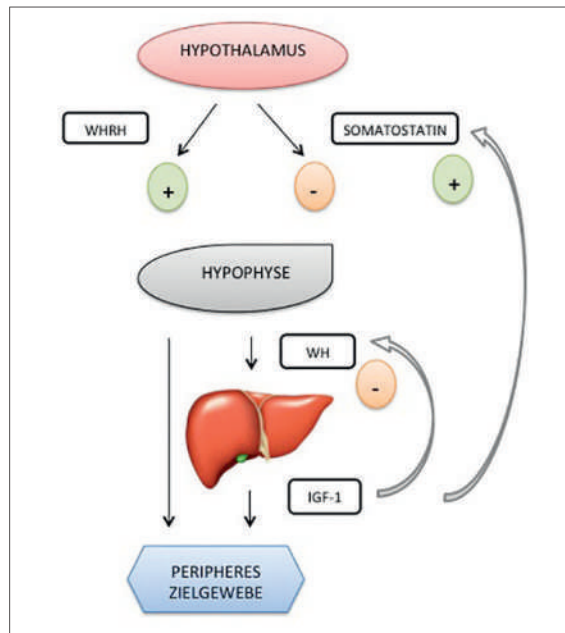 HYPOTHALAMUS
WHRH
SOMATOSTATIN
+
-
+
HYPOPHYSE
WH
-
IGF-1
PERIPHERES
ZIELGEWEBE